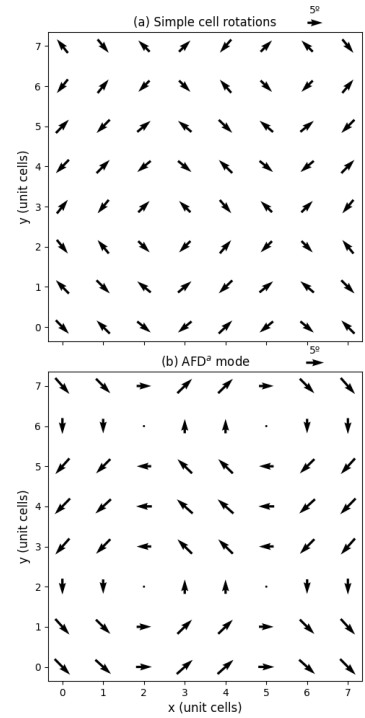 5º
(a) Simple cell rotations
7
6
5
4
3
2
1
0
y (unit cells)
5º
(b) AFDᵃ mode
7
6
5
4
3
2
1
0
y (unit cells)
0 1 2 3 4 5 6 7
x (unit cells)